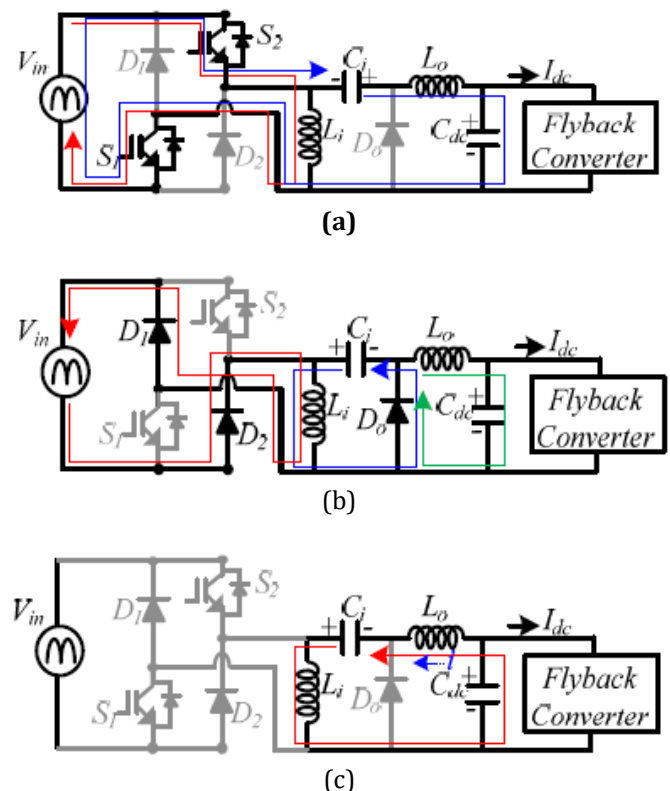 V_in
D_1
S_2
S_1
D_2
- C_i +
L_i
L_o
D_o
I_dc
C_dc
+
-
Flyback
Converter
(a)
V_in
D_1
S_2
S_1
D_2
+ C_i -
L_i
L_o
D_o
I_dc
C_dc
+
-
Flyback
Converter
(b)
V_in
D_1
S_2
S_1
D_2
+ C_i -
L_i
L_o
D_o
I_dc
C_dc
+
-
Flyback
Converter
(c)